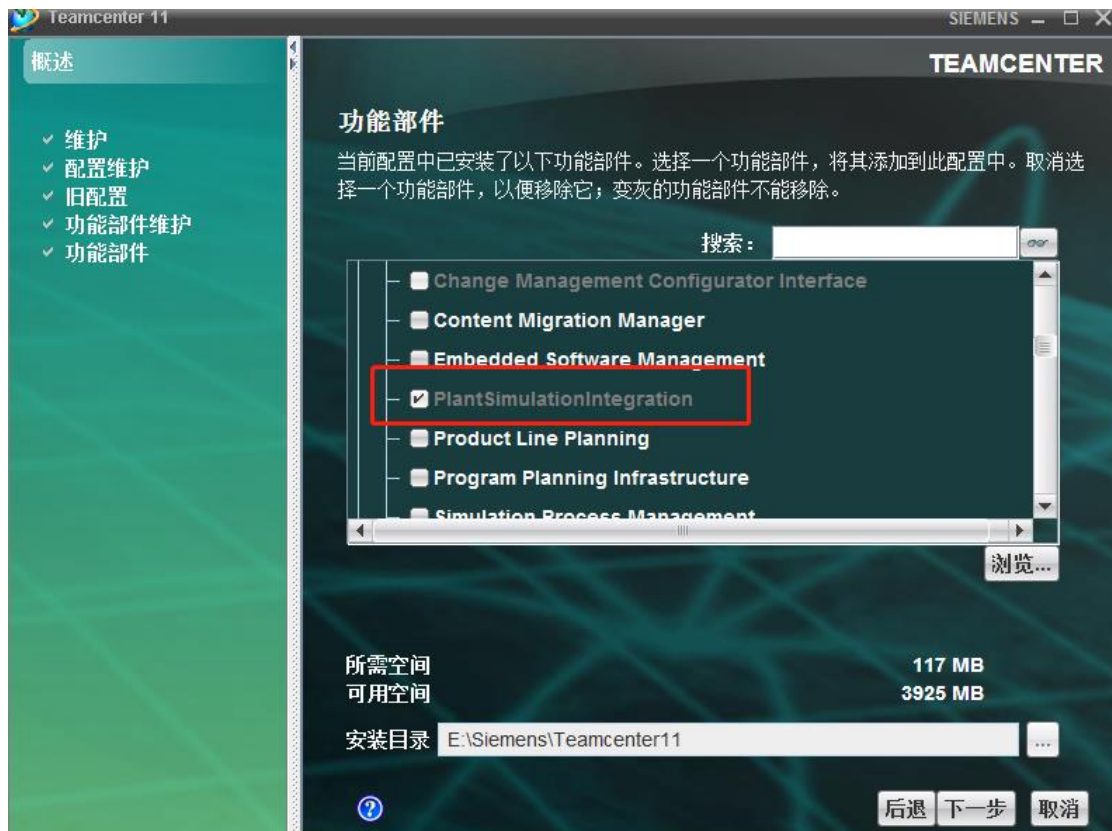 Teamcenter 11
SIEMENS
概述
TEAMCENTER
维护
配置维护
旧配置
功能部件维护
功能部件
功能部件
当前配置中已安装了以下功能部件。选择一个功能部件，将其添加到此配置中。取消选
择一个功能部件，以便移除它；变灰的功能部件不能移除。
搜索：
Change Management Configurator Interface
Content Migration Manager
Embedded Software Management
PlantSimulationIntegration
Product Line Planning
Program Planning Infrastructure
Simulation Process Management
浏览...
所需空间 117 MB
可用空间 3925 MB
安装目录 E:\Siemens\Teamcenter11 ...
? 后退 下一步 取消